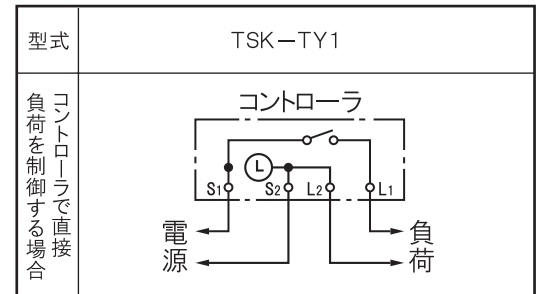 型式
TSK－TY1
コントローラで直接
負荷を制御する場合
コントローラ
L
S1
S2
L2
L1
電源
負荷